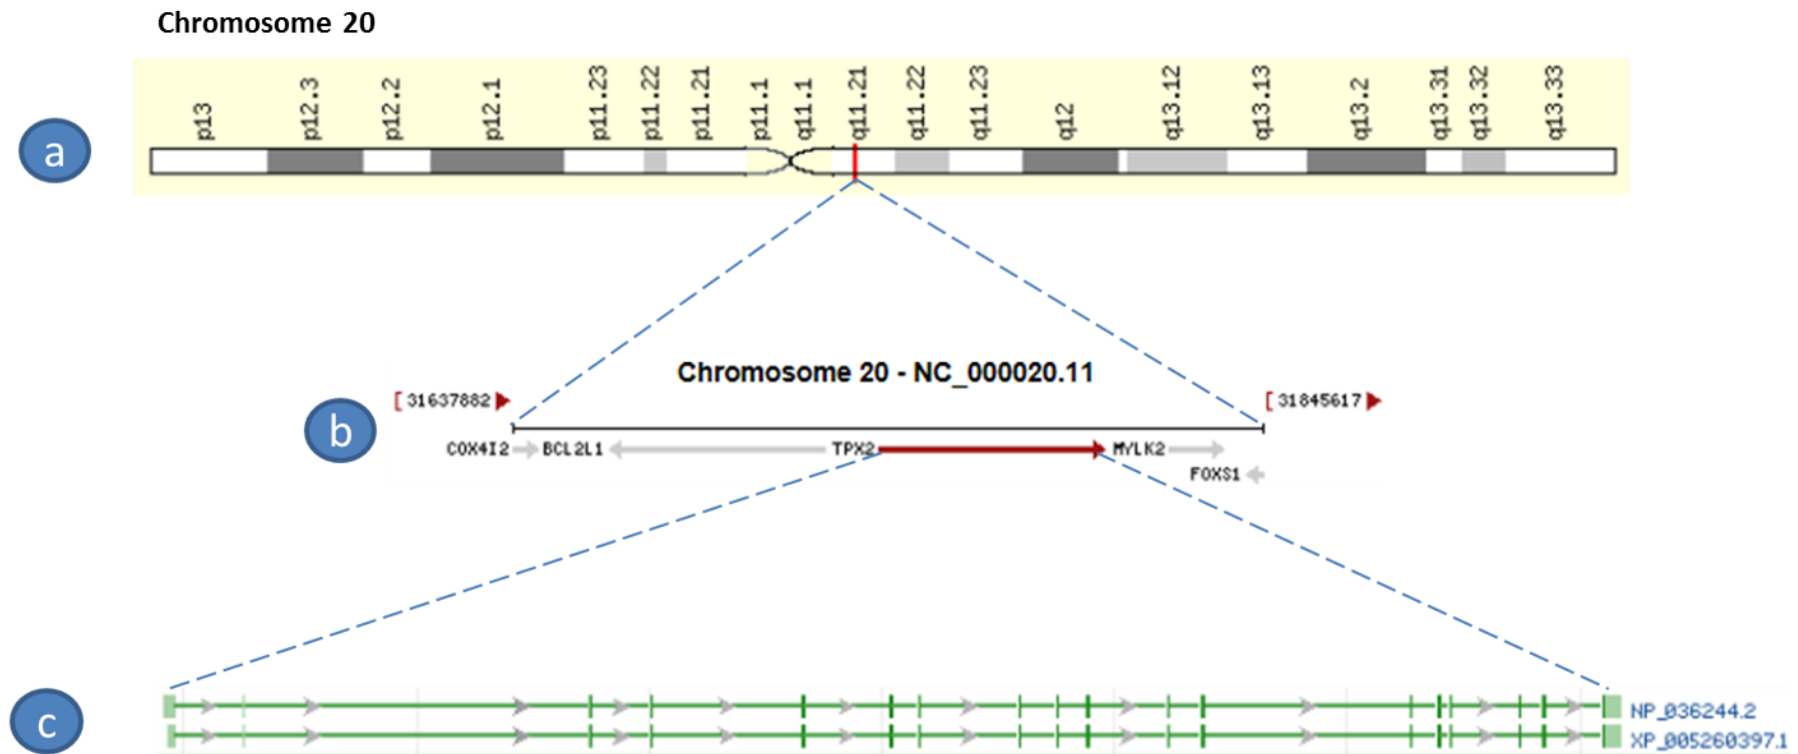 Chromosome 20
p13 p12.3 p12.2 p12.1 p11.23 p11.22 p11.21 p11.1 q11.1 q11.21 q11.22 q11.23 q12 q13.12 q13.13 q13.2 q13.31 q13.32 q13.33
a
Chromosome 20 - NC_000020.11
[ 31637882 [ 31845617
b
COX4I2 BCL2L1 TPX2 MYLK2
FOXS1
c
NP_036244.2
XP_005260397.1